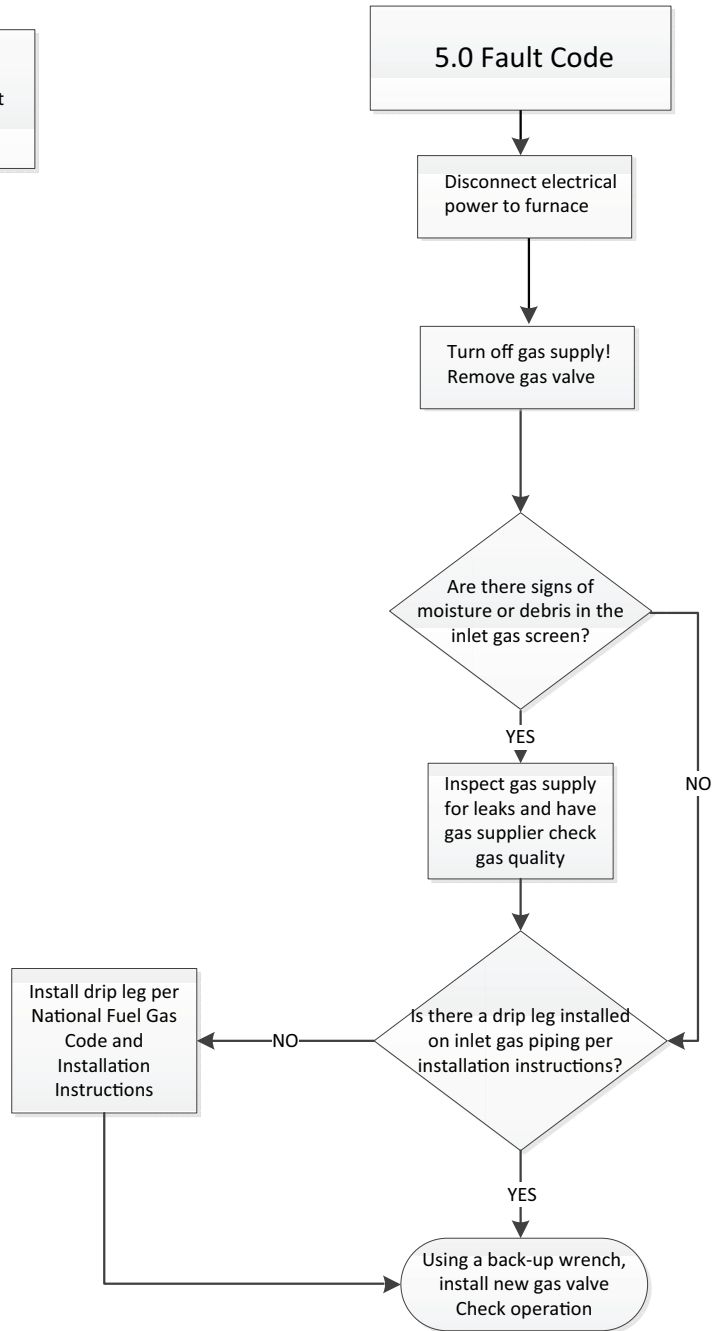 t
5.0 Fault Code
Disconnect electrical
power to furnace
Turn off gas supply!
Remove gas valve
Are there signs of
moisture or debris in the
inlet gas screen?
YES
NO
Inspect gas supply
for leaks and have
gas supplier check
gas quality
Is there a drip leg installed
on inlet gas piping per
installation instructions?
NO
Install drip leg per
National Fuel Gas
Code and
Installation
Instructions
YES
Using a back-up wrench,
install new gas valve
Check operation